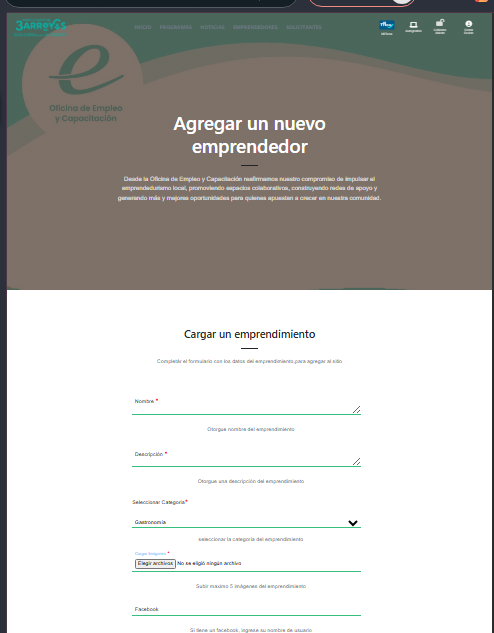 3ARROYOS
INICIO PROGRAMAS NOTICIAS EMPRENDEDORES SOLICITANTES
Oficina de Empleo
y Capacitación
Agregar un nuevo
emprendedor
Desde la Oficina de Empleo y Capacitación reafirmamos nuestro compromiso de impulsar el
emprendedurismo local, promoviendo espacios colaborativos, construyendo redes de apoyo y
generando más y mejores oportunidades para quienes apuestan a crecer en nuestra comunidad.
Cargar un emprendimiento
Completár el formulario con los datos del emprendimiento para agregar al sitio
Nombre *
Otorgue nombre del emprendimiento
Descripcion *
Otorgue una descripción del emprendimiento
Seleccionar Categoría*
Gastronomía
seleccionar la categoría del emprendimiento
Cargar Imágenes *
Elegir archivos No se eligió ningún archivo
Subir maximo 5 imágenes del emprendimiento
Facebook
Si tiene un facebook, ingrese su nombre de usuario